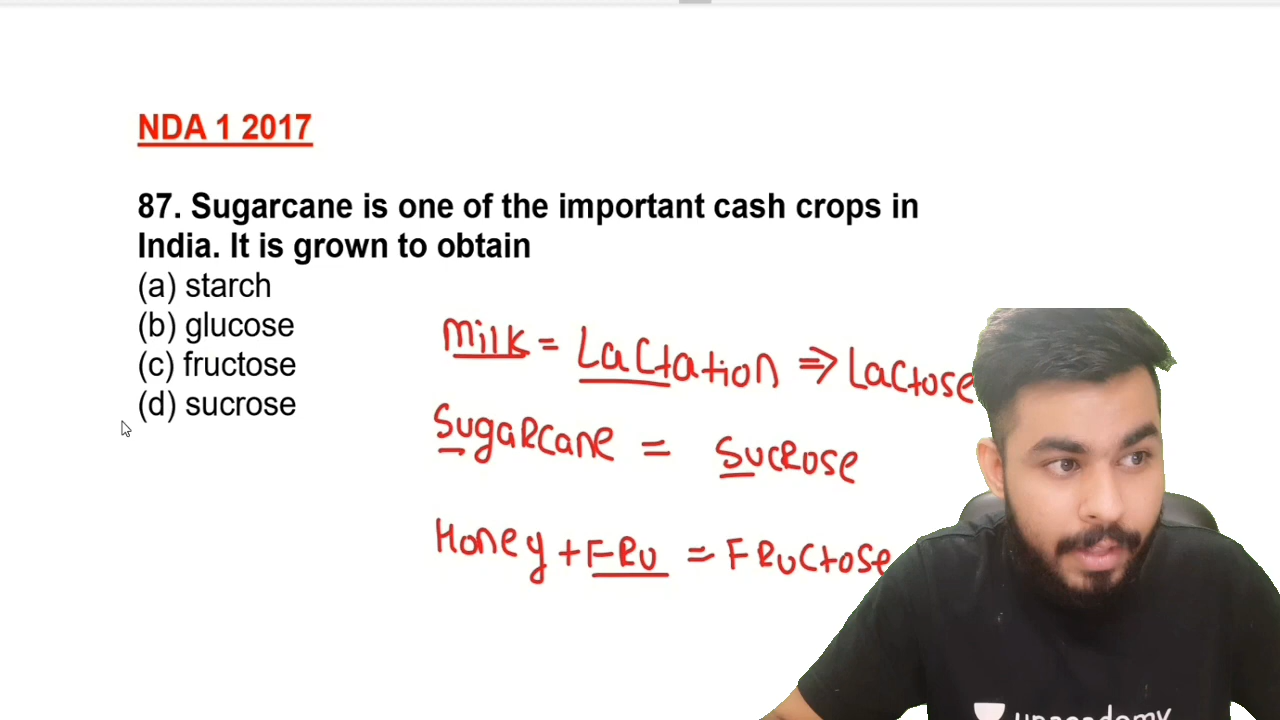 NDA 1 2017
87. Sugarcane is one of the important cash crops in
India. It is grown to obtain
(a) starch
(b) glucose
(c) fructose
(d) sucrose
Milk = Lactation ⇒ Lactose
Sugarcane = Sucrose
Honey + FRU = Fructose
unacademy